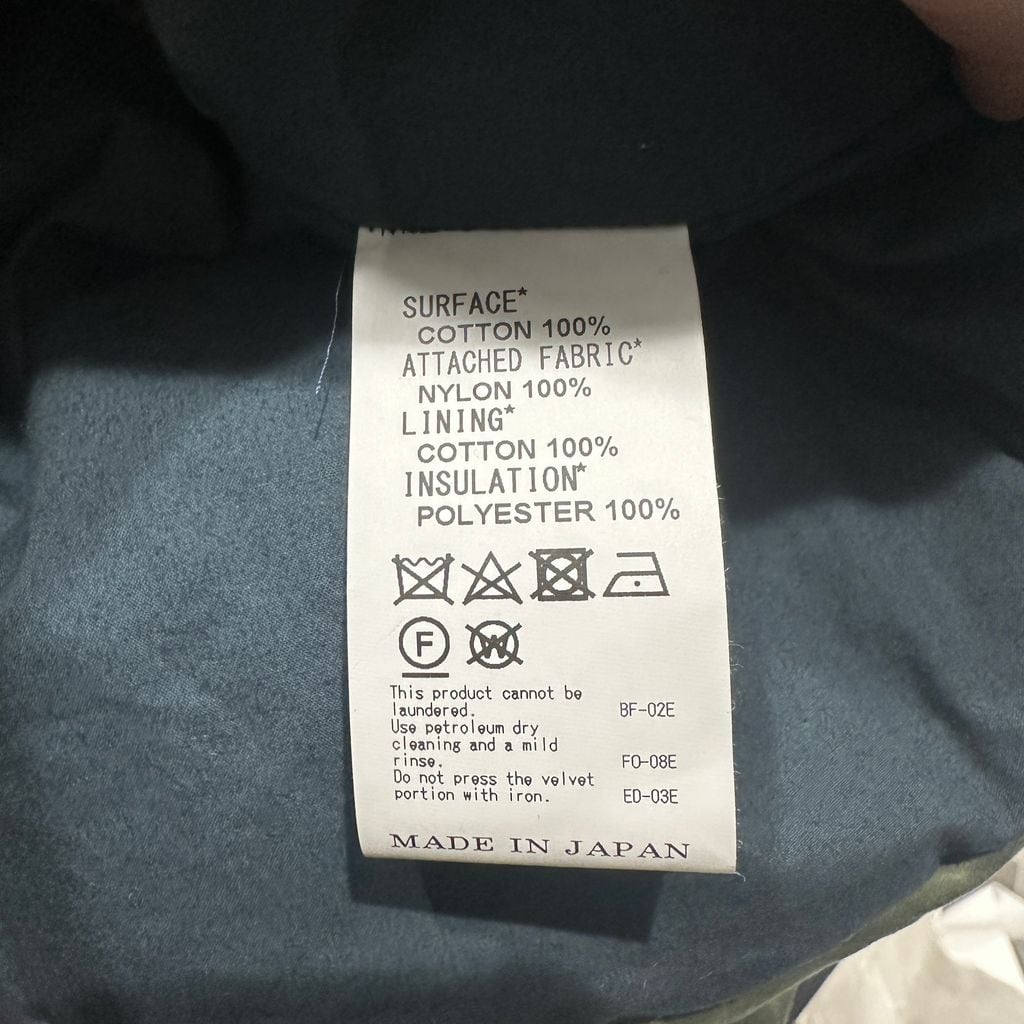 SURFACE*
COTTON 100%
ATTACHED FABRIC*
NYLON 100%
LINING*
COTTON 100%
INSULATION*
POLYESTER 100%
F W
This product cannot be
laundered. BF-02E
Use petroleum dry
cleaning and a mild
rinse. FO-08E
Do not press the velvet
portion with iron. ED-03E
MADE IN JAPAN